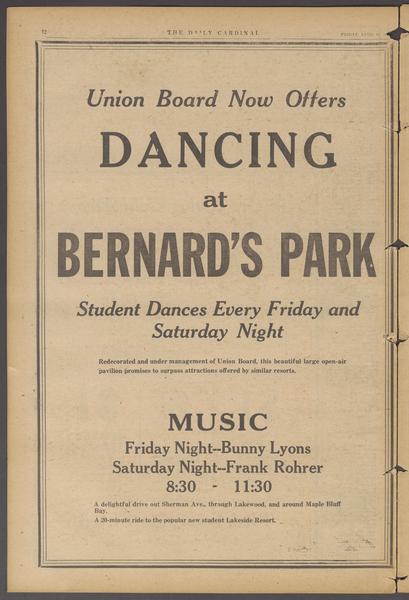 12
THE DAILY CARDINAL
FRIDAY
Union Board Now Offers
DANCING
at
BERNARD'S PARK
Student Dances Every Friday and
Saturday Night
Redecorated and under management of Union Board, this beautiful large open-air
pavilion promises to surpass attractions offered by similar resorts.
MUSIC
Friday Night--Bunny Lyons
Saturday Night--Frank Rohrer
8:30 - 11:30
A delightful drive out Sherman Ave., through Lakewood, and around Maple Bluff
Bay.
A 20-minute ride to the popular new student Lakeside Resort.